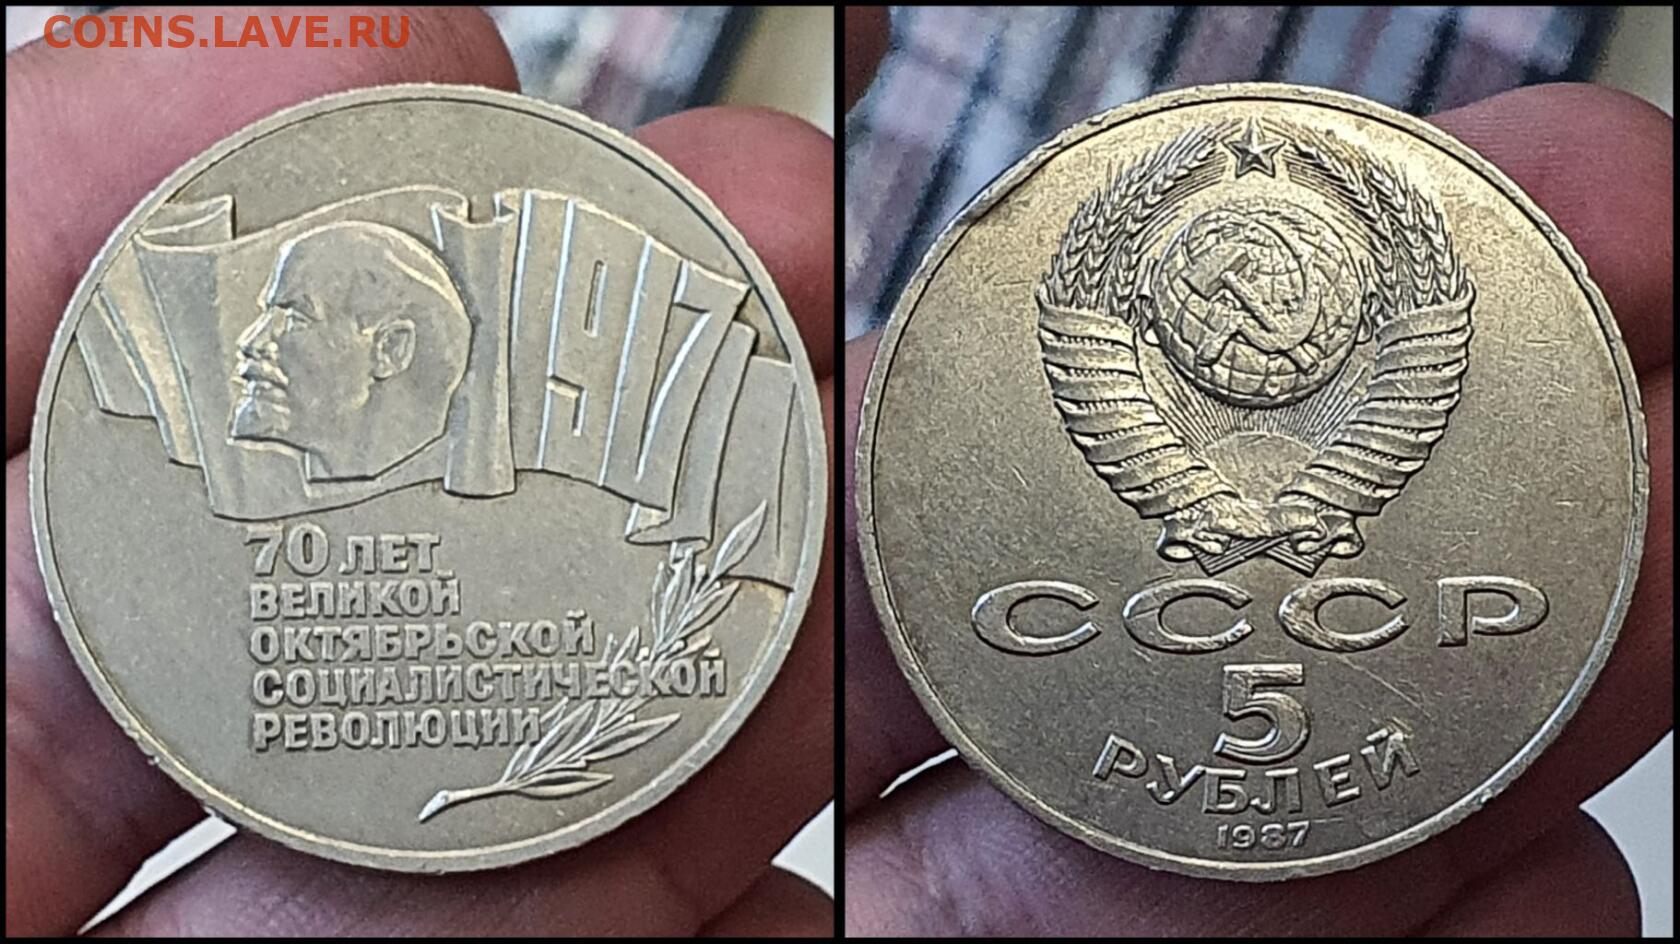 COINS.LAVE.RU
1917
70 ЛЕТ
ВЕЛИКОЙ
ОКТЯБРЬСКОЙ
СОЦИАЛИСТИЧЕСКОЙ
РЕВОЛЮЦИИ
СССР
5
РУБЛЕЙ
1987